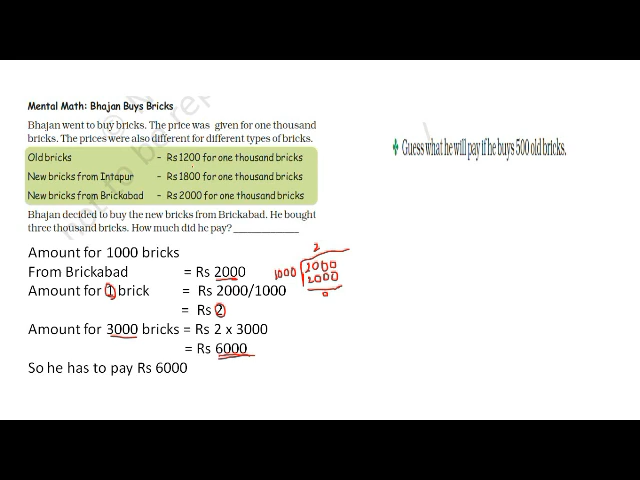 Mental Math: Bhajan Buys Bricks
Bhajan went to buy bricks. The price was given for one thousand
bricks. The prices were also different for different types of bricks.
Old bricks – Rs 1200 for one thousand bricks
New bricks from Intapur – Rs 1800 for one thousand bricks
New bricks from Brickabad – Rs 2000 for one thousand bricks
Bhajan decided to buy the new bricks from Brickabad. He bought
three thousand bricks. How much did he pay? ____________
Amount for 1000 bricks
From Brickabad = Rs 2000
Amount for 1 brick = Rs 2000/1000
= Rs 2
Amount for 3000 bricks = Rs 2 x 3000
= Rs 6000
So he has to pay Rs 6000
2
1000 2000
2000
0
Guess what he will pay if he buys 500 old bricks.